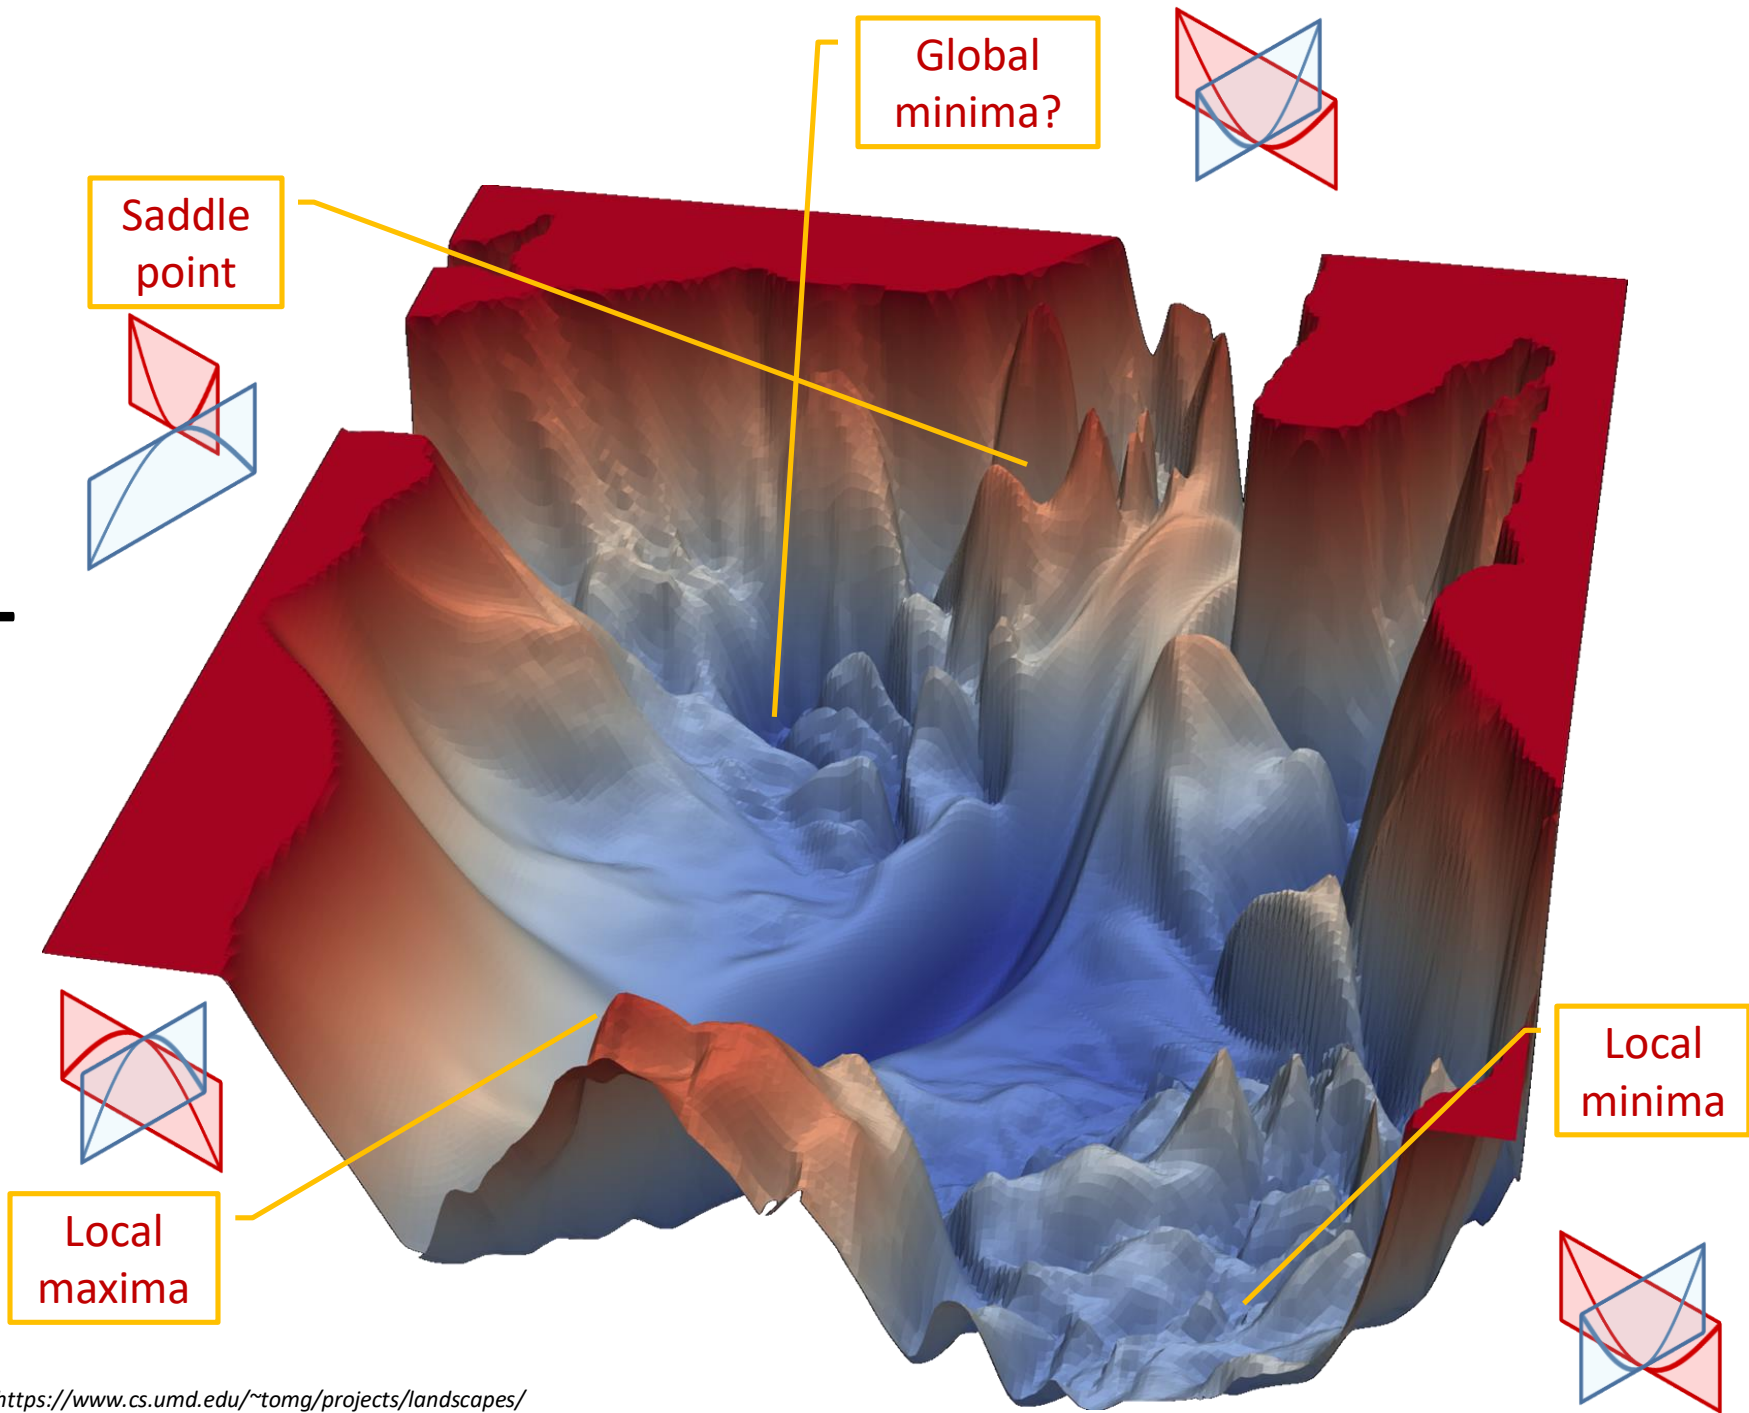 Global
minima?
Saddle
point
Local
minima
Local
maxima
https://www.cs.umd.edu/~tomg/projects/landscapes/